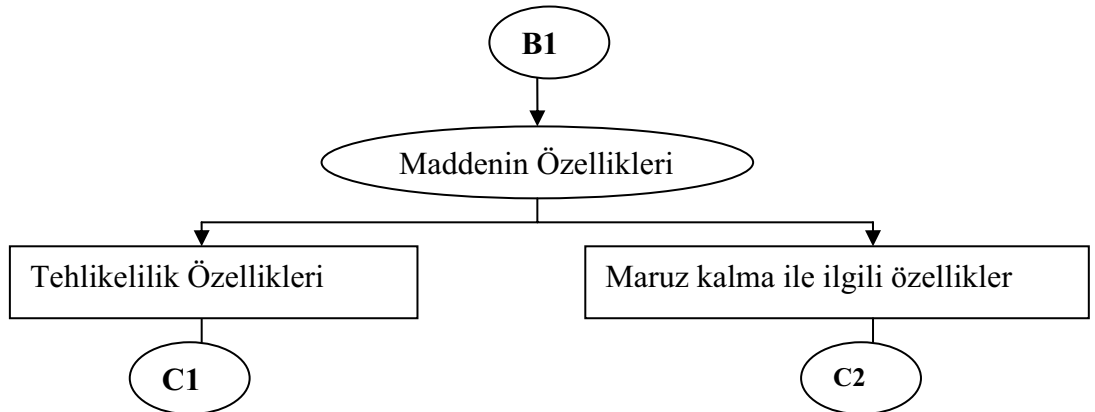 B1
Maddenin Özellikleri
Tehlikelilik Özellikleri
Maruz kalma ile ilgili özellikler
C1
C2